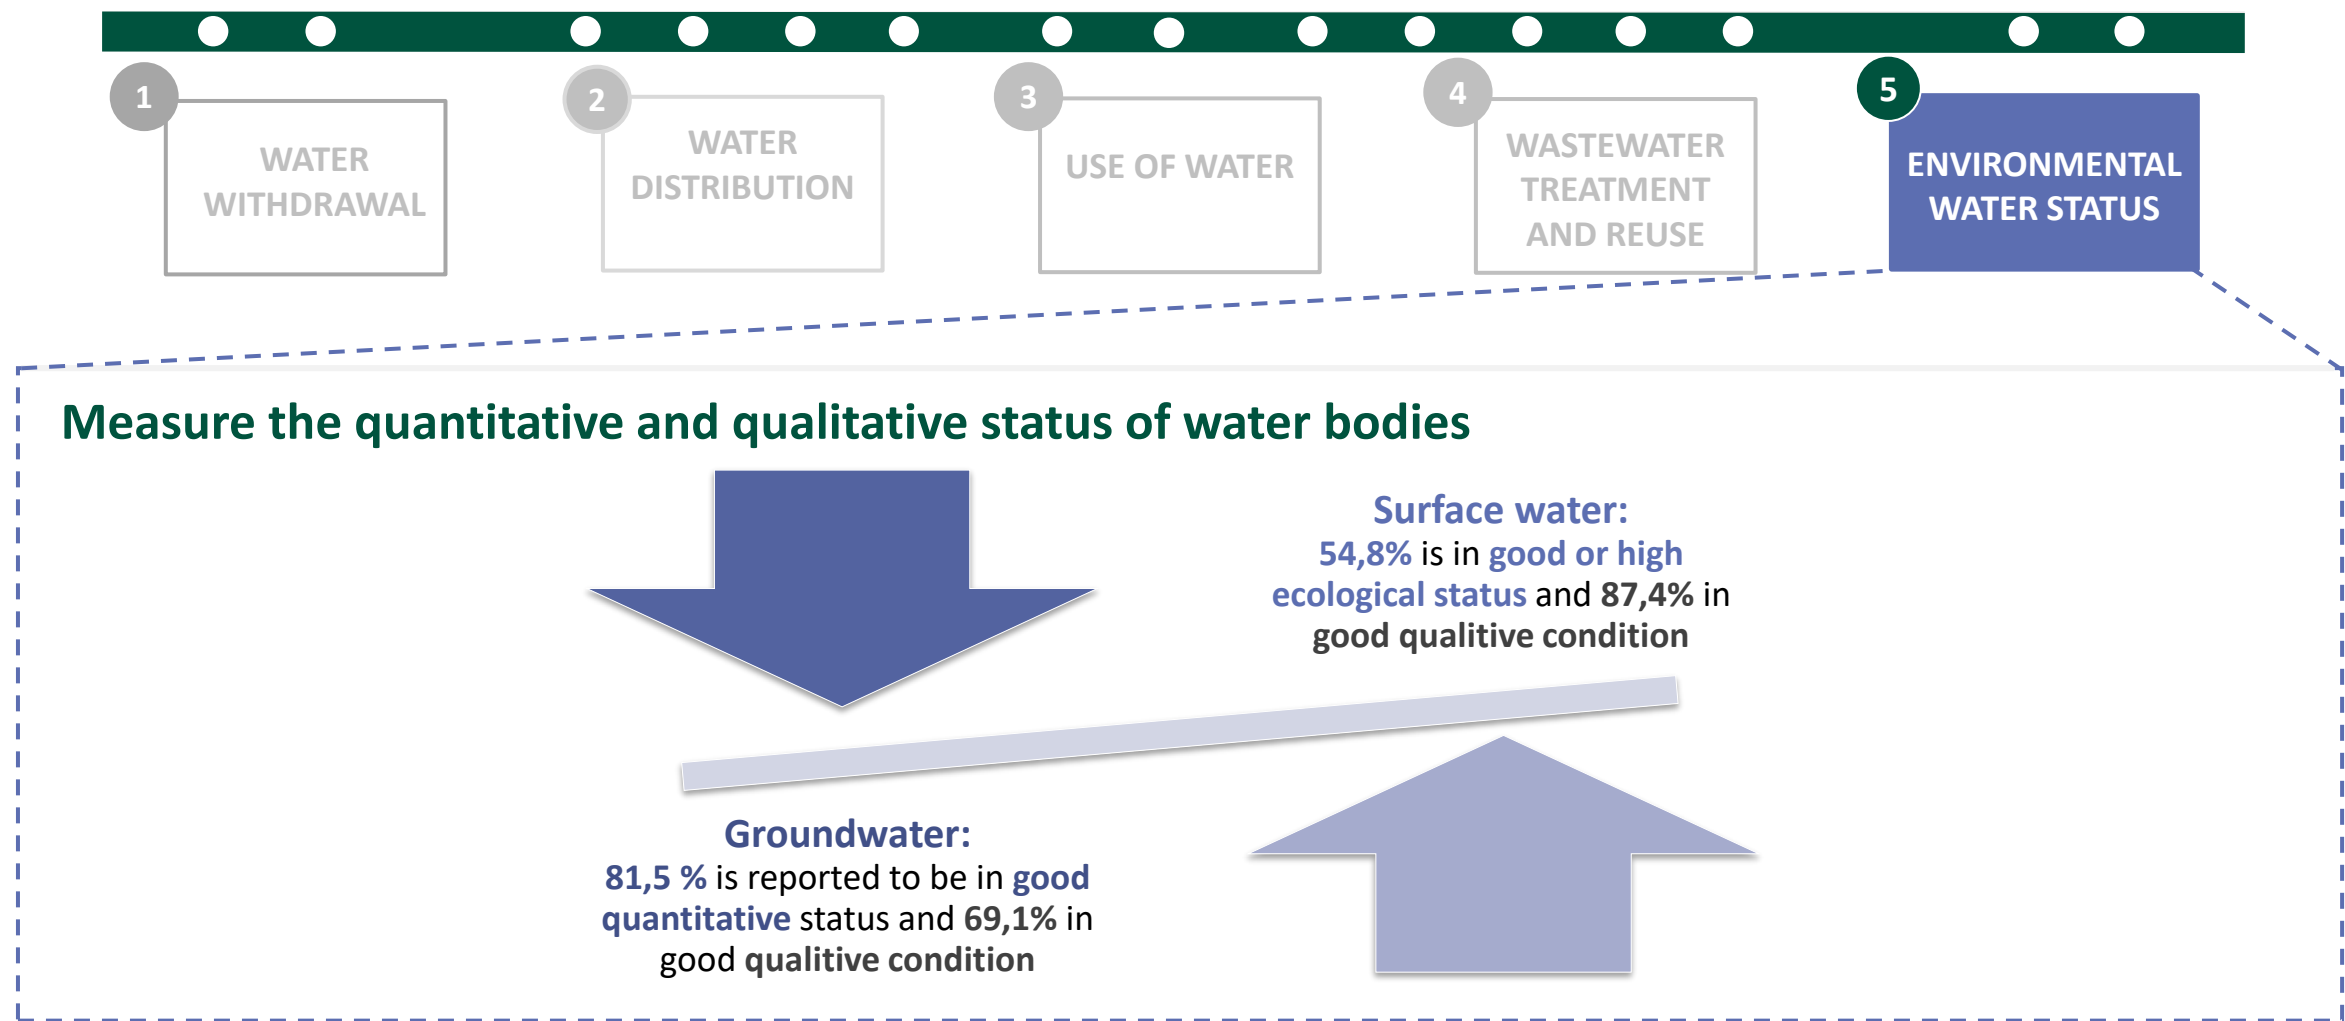 1
WATER
WITHDRAWAL
2
WATER
DISTRIBUTION
3
USE OF WATER
4
WASTEWATER
TREATMENT
AND REUSE
5
ENVIRONMENTAL
WATER STATUS
Measure the quantitative and qualitative status of water bodies
Surface water:
54,8% is in good or high
ecological status and 87,4% in
good qualitive condition
Groundwater:
81,5 % is reported to be in good
quantitative status and 69,1% in
good qualitive condition